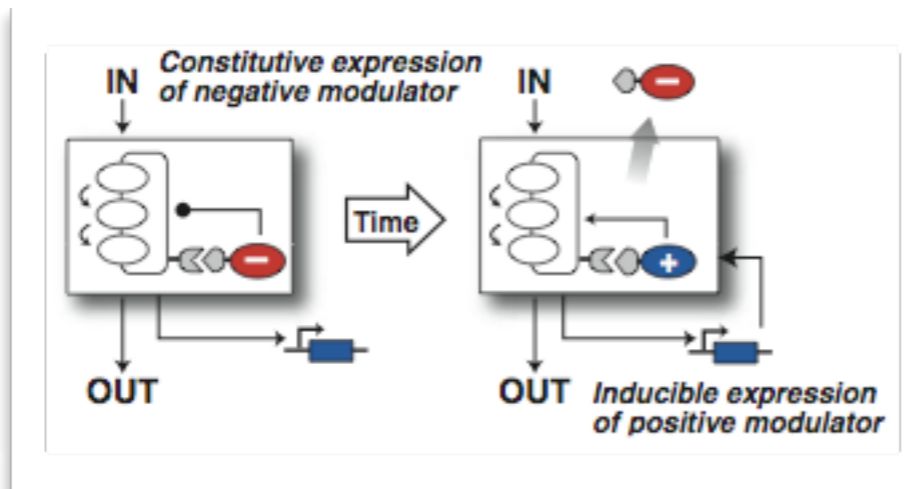 IN
Constitutive expression
of negative modulator
−
OUT
Time
IN
−
+
OUT
Inducible expression
of positive modulator